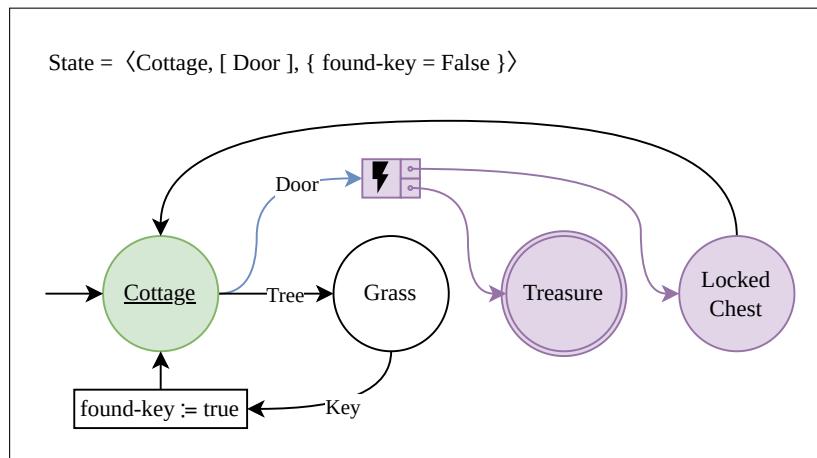 State = 〈Cottage, [ Door ], { found-key = False }〉
Door
Cottage
Tree
Grass
Treasure
Locked
Chest
found-key := true
Key